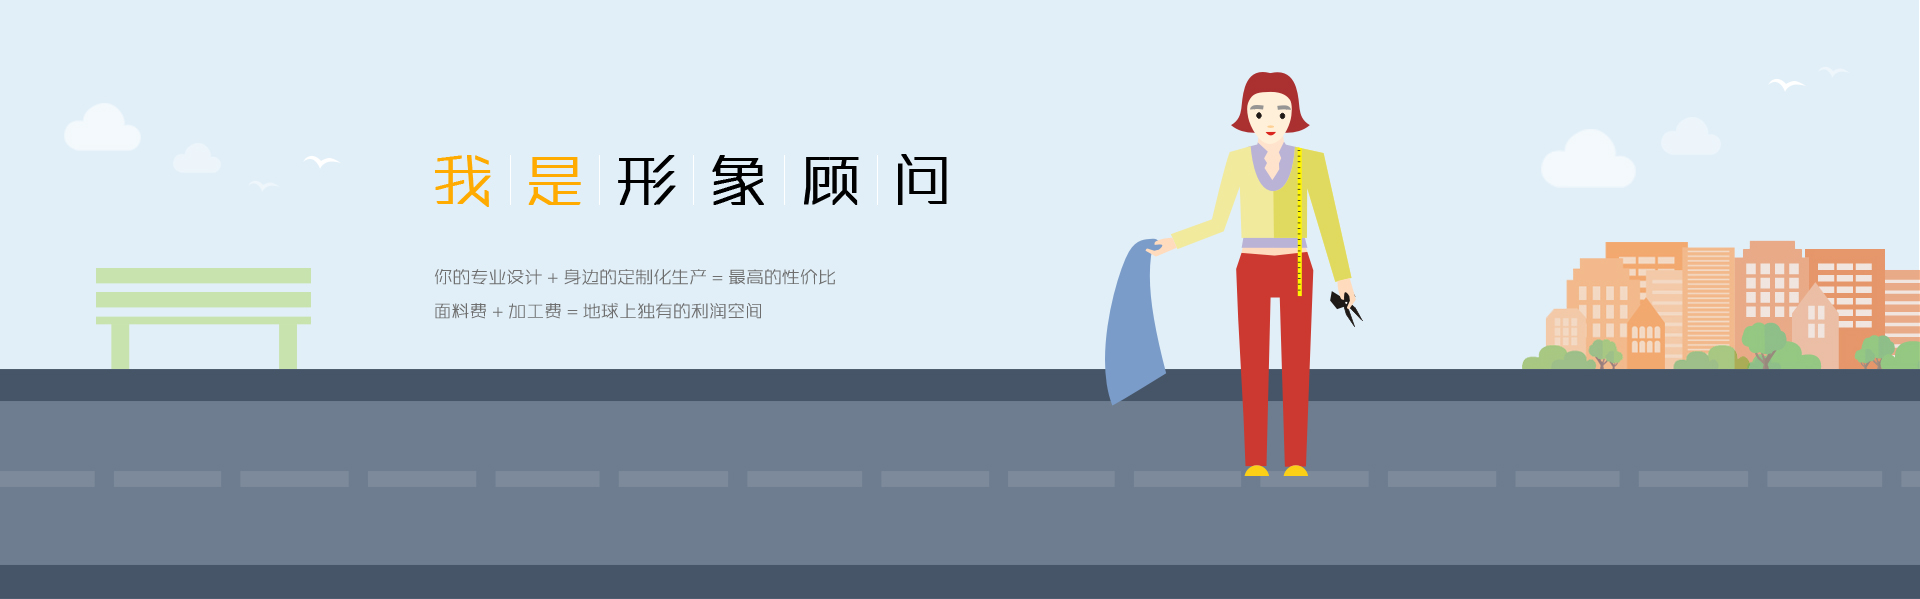 我是形象顾问
你的专业设计 + 身边的定制化生产 = 最高的性价比
面料费 + 加工费 = 地球上独有的利润空间